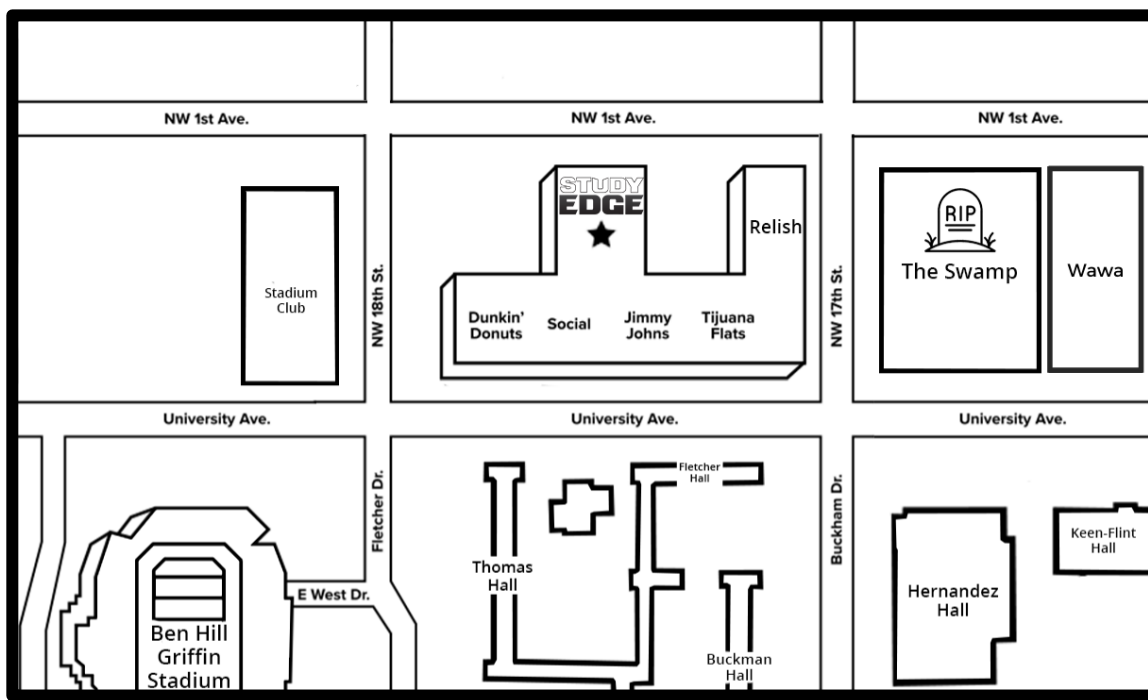 NW 1st Ave.
NW 1st Ave.
NW 1st Ave.
STUDY
EDGE
RIP
Relish
The Swamp
Wawa
Stadium
Club
NW 18th St.
NW 17th St.
Dunkin'
Donuts
Social
Jimmy
Johns
Tijuana
Flats
University Ave.
University Ave.
University Ave.
Fletcher Dr.
Fletcher
Hall
Buckham Dr.
Keen-Flint
Hall
Thomas
Hall
E West Dr.
Hernandez
Hall
Ben Hill
Griffin
Stadium
Buckman
Hall